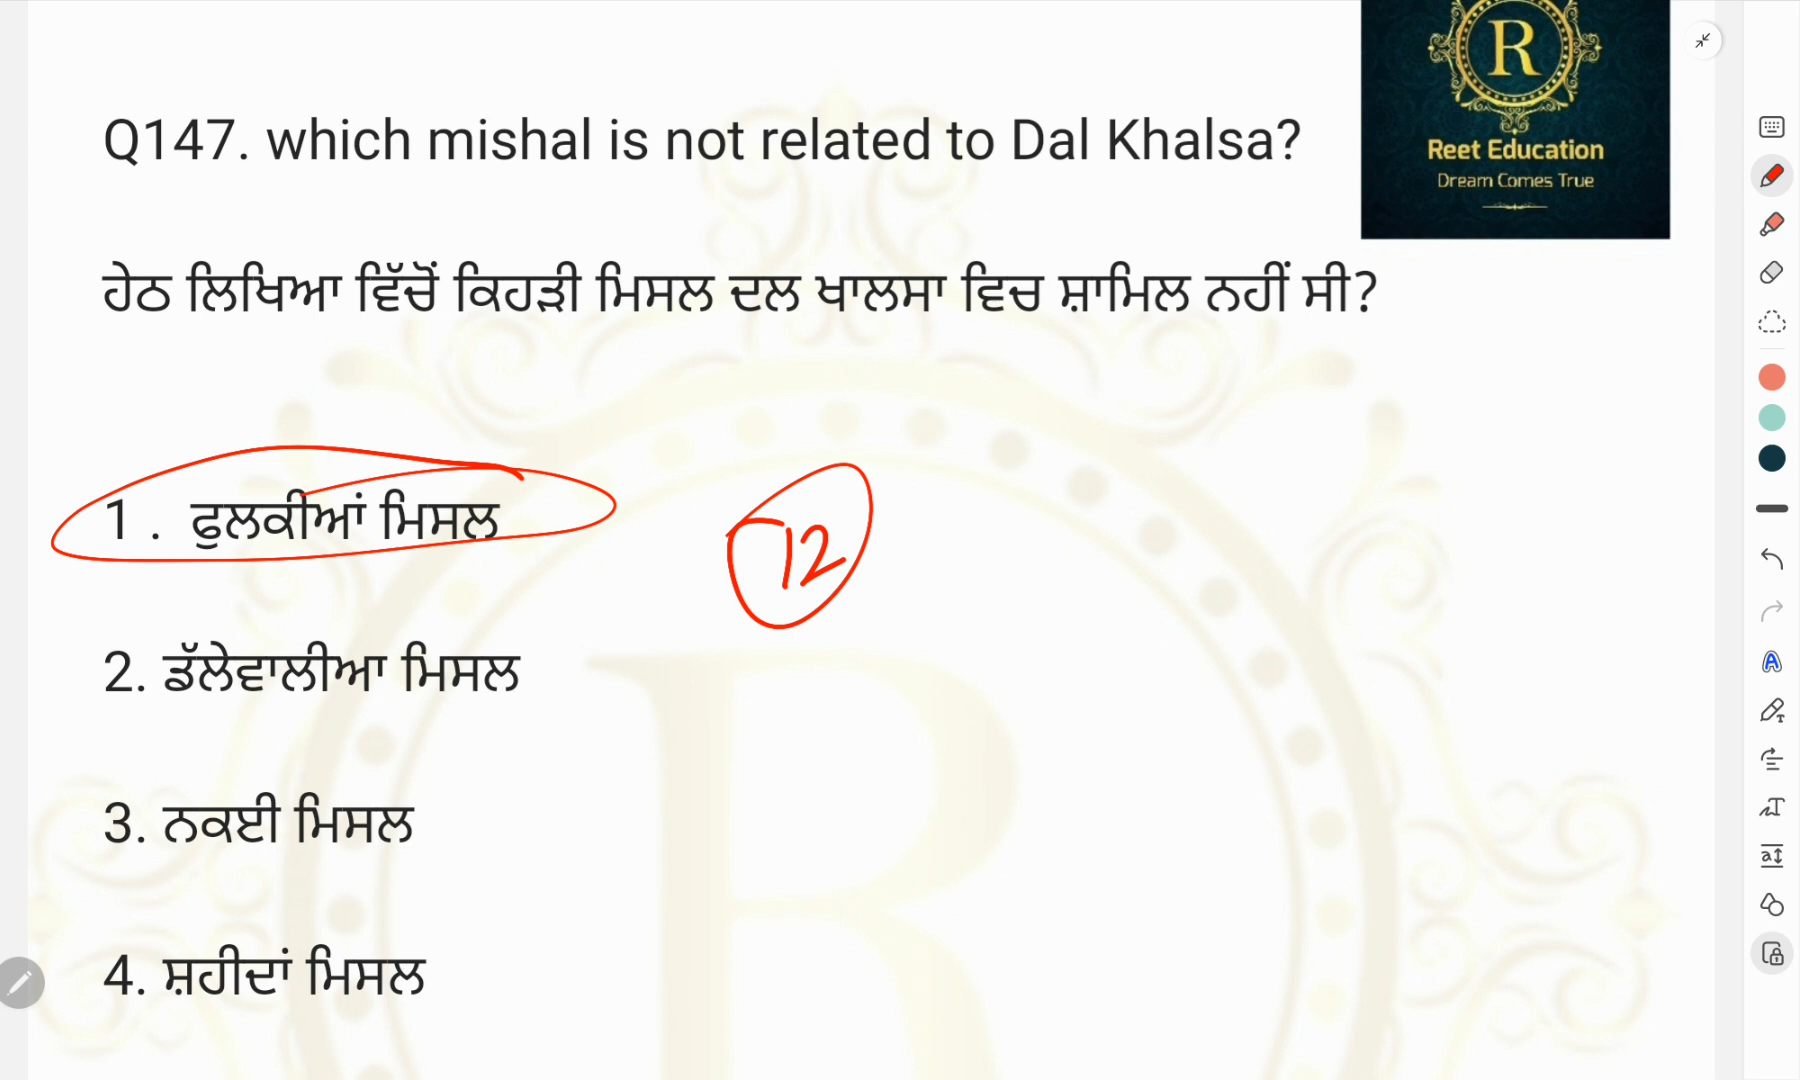 R
Reet Education
Dream Comes True
Q147. which mishal is not related to Dal Khalsa?
ਹੇਠ ਲਿਖਿਆ ਵਿੱਚੋਂ ਕਿਹੜੀ ਮਿਸਲ ਦਲ ਖਾਲਸਾ ਵਿਚ ਸ਼ਾਮਿਲ ਨਹੀਂ ਸੀ?
1 . ਫੁਲਕੀਆਂ ਮਿਸਲ
12
2. ਡੱਲੇਵਾਲੀਆ ਮਿਸਲ
3. ਨਕਈ ਮਿਸਲ
4. ਸ਼ਹੀਦਾਂ ਮਿਸਲ